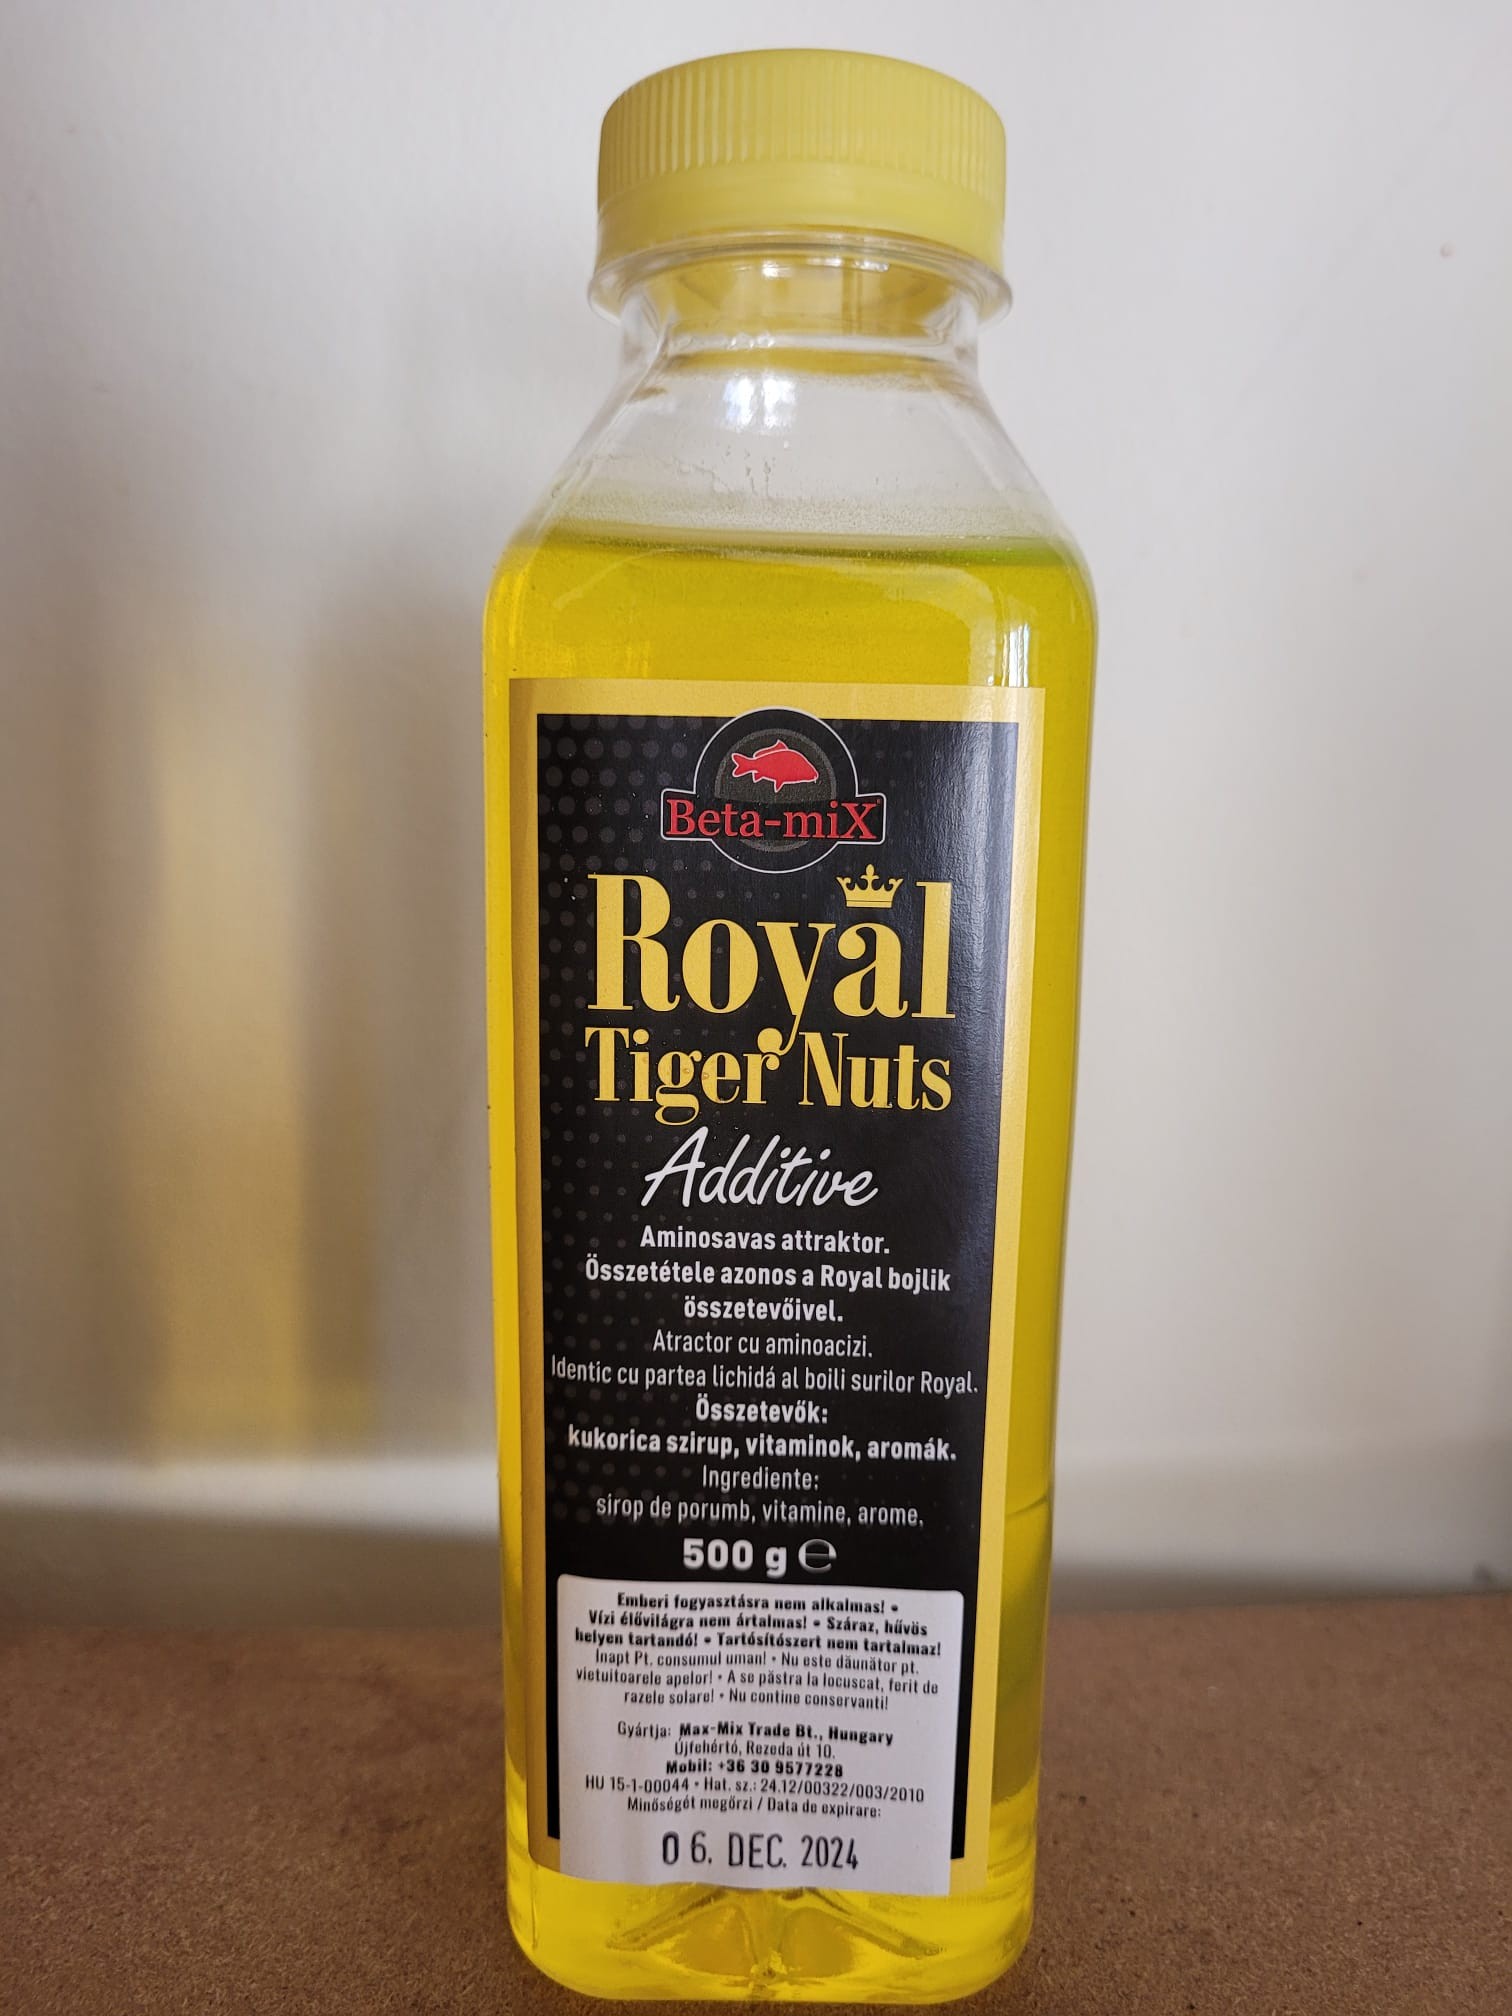 Beta-miX
Royal
Tiger Nuts
Additive
Aminosavas attraktor.
Összetétele azonos a Royal bojlik
összetevőivel.
Atractor cu aminoacizi.
Identic cu partea lichidá al boili surilor Royal.
Összetevők:
kukorica szirup, vitaminok, aromák.
Ingrediente:
sirop de porumb, vitamine, arome.
500 g ℮
Emberi fogyasztásra nem alkalmas! •
Vízi élővilágra nem ártalmas! • Száraz, hűvös
helyen tartandó! • Tartósítószert nem tartalmaz!
Inapt Pt. consumul uman! • Nu este dăunător pt.
vietuitoarele apelor! • A se păstra la locuscat, ferit de
razele solare! • Nu contine conservanti!
Gyártja: Max-Mix Trade Bt., Hungary
Újfehértó, Rezeda út 10.
Mobil: +36 30 9577228
HU 15-1-00044 • Hat. sz.: 24.12/00322/003/2010
Minőségét megőrzi / Data de expirare:
06. DEC. 2024